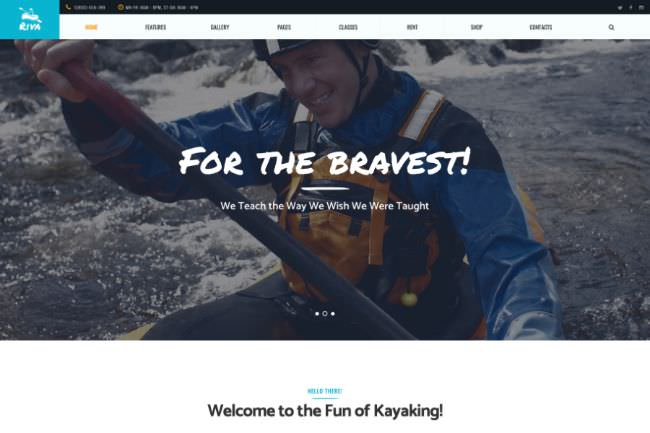 RIVA
HOME
FEATURES
GALLERY
PAGES
CLASSES
RENT
SHOP
CONTACTS
FOR THE BRAVEST!
We Teach the Way We Wish We Were Taught
HELLO THERE!
Welcome to the Fun of Kayaking!